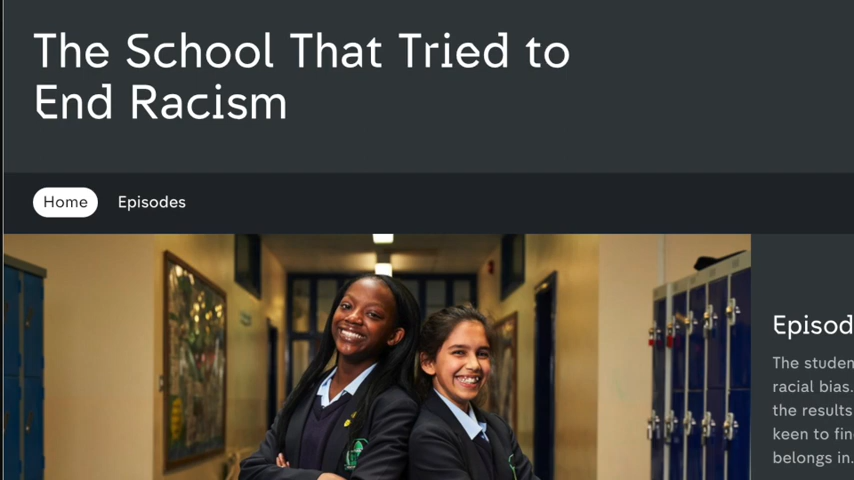 The School That Tried to
End Racism
Home Episodes
Episod
The studen
racial bias.
the results
keen to fin
belongs in.